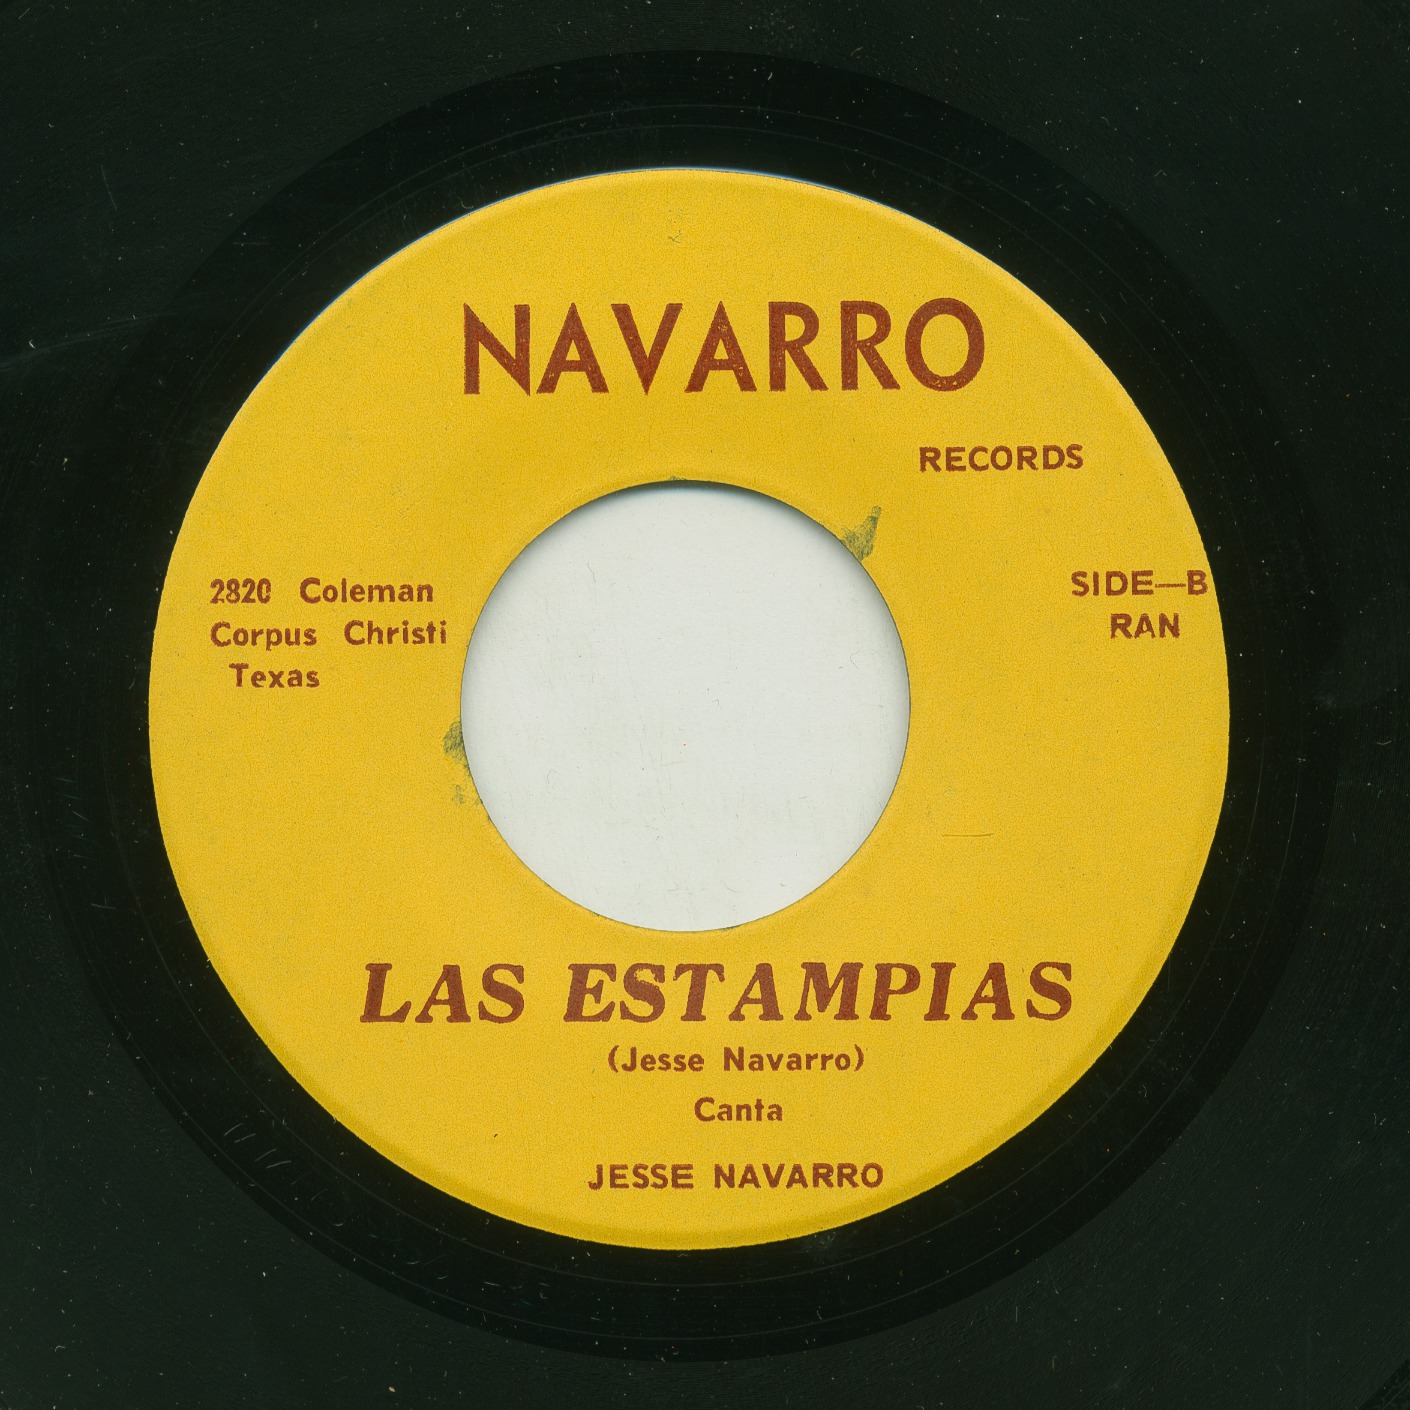 NAVARRO
RECORDS
2820 Coleman
Corpus Christi
Texas
SIDE—B
RAN
LAS ESTAMPIAS
(Jesse Navarro)
Canta
JESSE NAVARRO